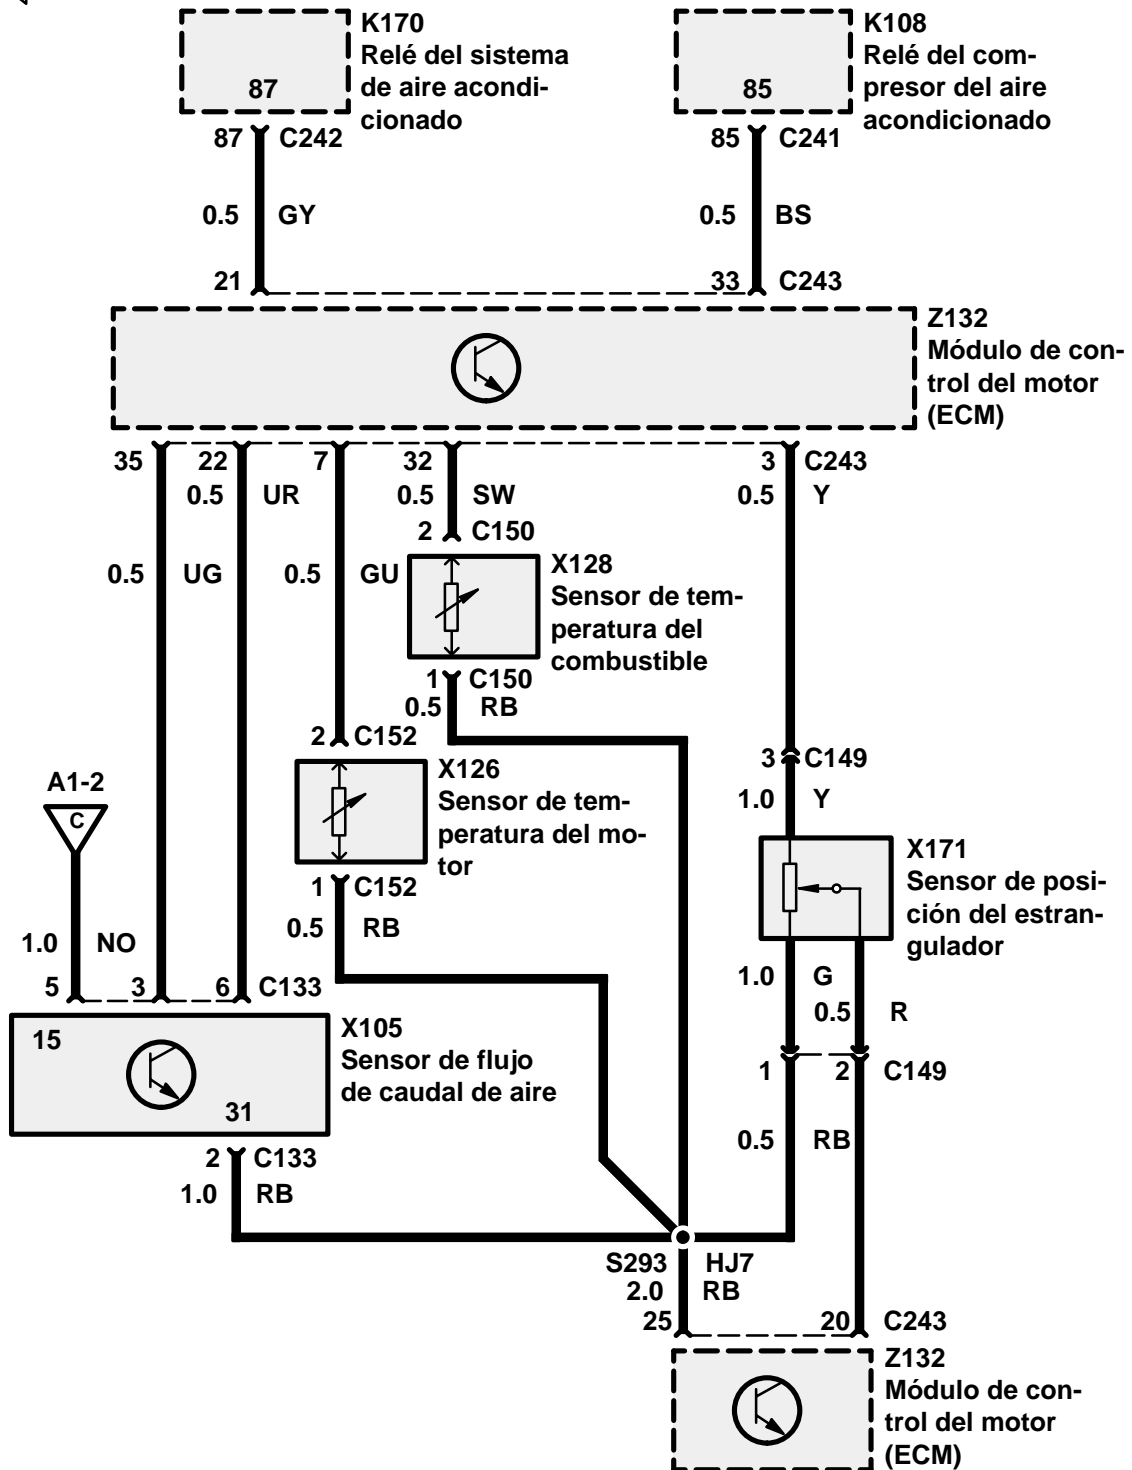 K170
Relé del sistema
de aire acondi-
cionado
87
87 C242
0.5 GY
21
K108
Relé del com-
presor del aire
acondicionado
85
85 C241
0.5 BS
33 C243
Z132
Módulo de con-
trol del motor
(ECM)
35 22 7 32 3 C243
0.5 UR 0.5 SW 0.5 Y
2 C150
0.5 UG 0.5 GU
X128
Sensor de tem-
peratura del
combustible
1 C150
0.5 RB
2 C152
X126
Sensor de tem-
peratura del mo-
tor
1 C152
0.5 RB
3 C149
1.0 Y
X171
Sensor de posi-
ción del estran-
gulador
1.0 G
0.5 R
1 2 C149
0.5 RB
A1-2
C
1.0 NO
5 3 6 C133
15
31
X105
Sensor de flujo
de caudal de aire
2 C133
1.0 RB
S293 HJ7
2.0 RB
25 20 C243
Z132
Módulo de con-
trol del motor
(ECM)